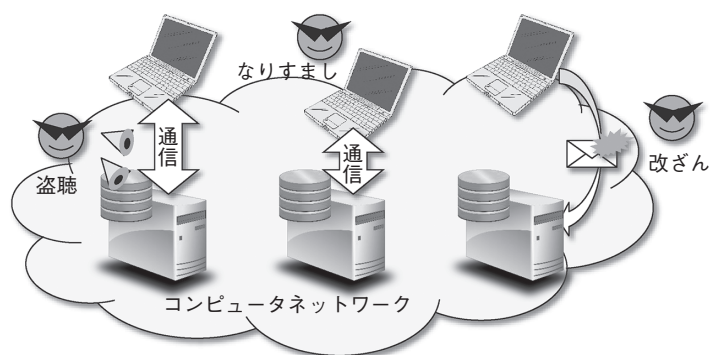 なりすまし
盗聴
通信
通信
改ざん
コンピュータネットワーク